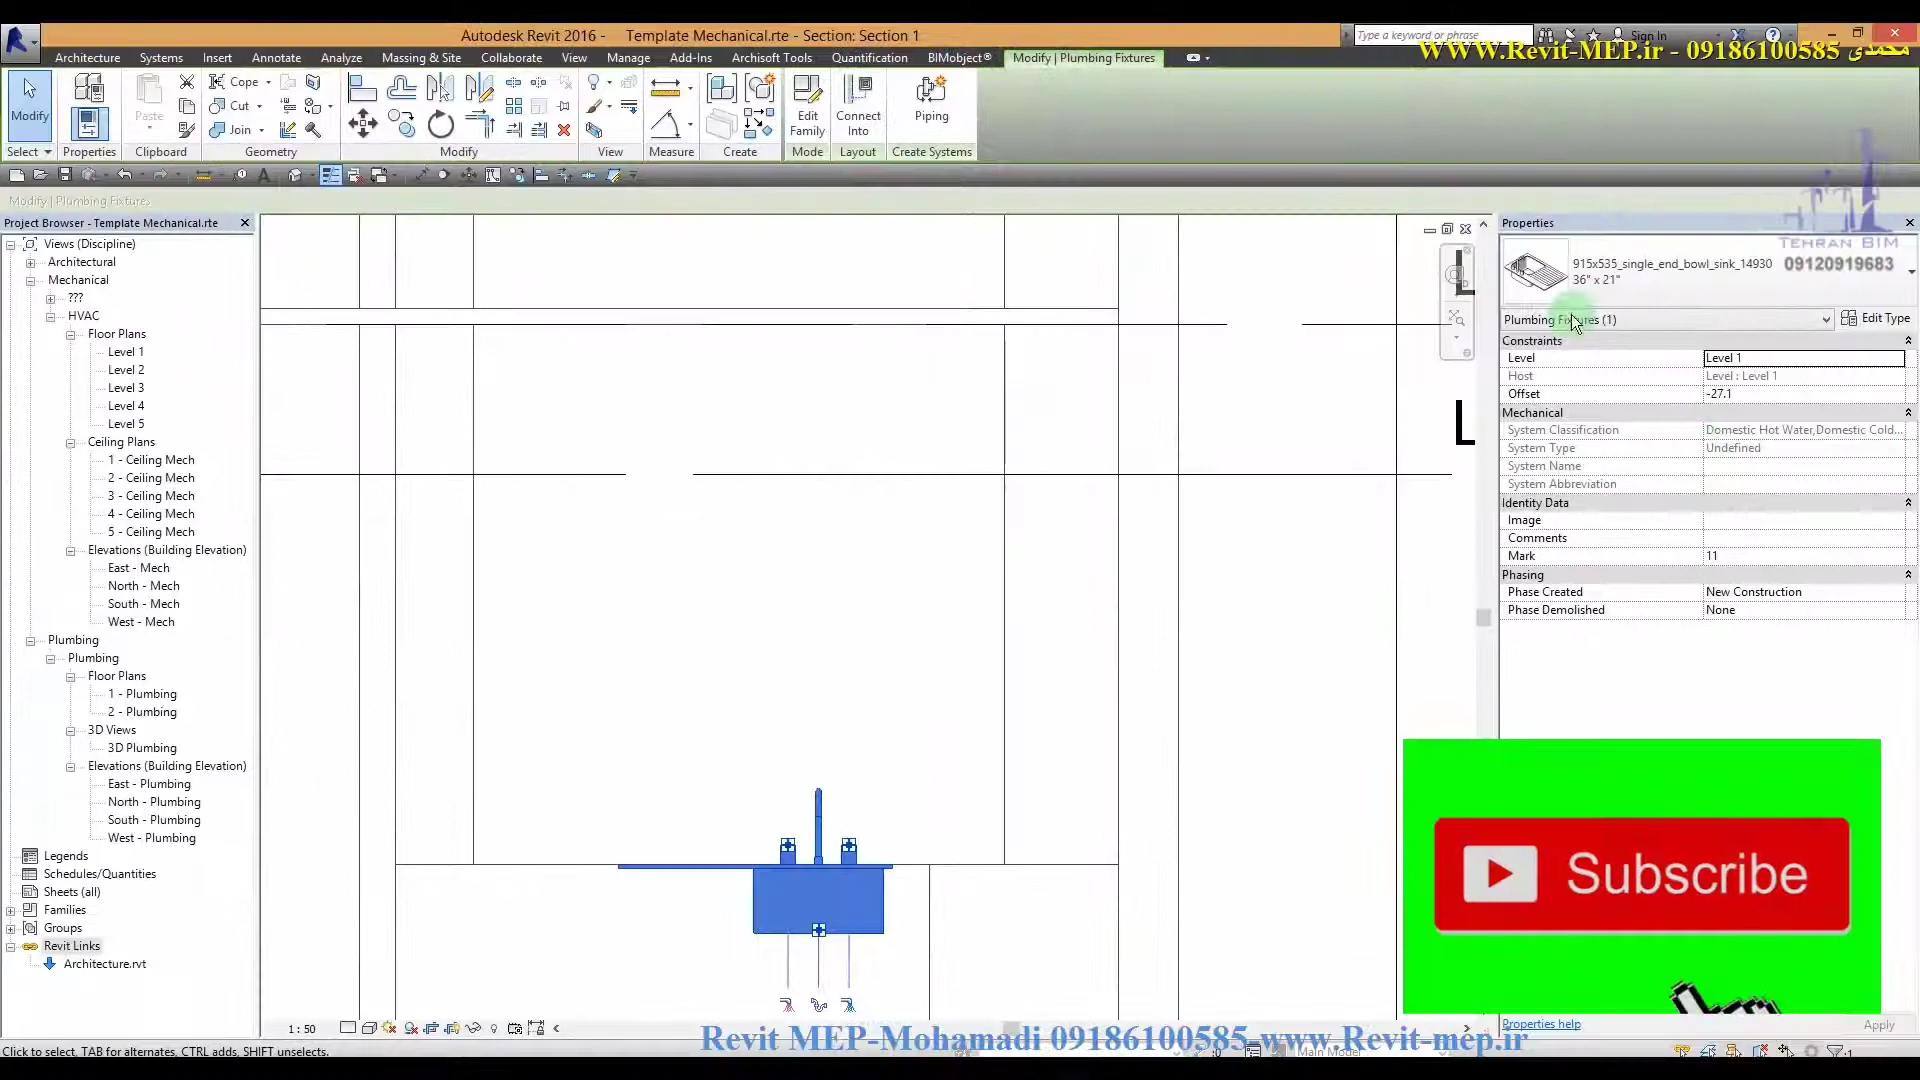 Autodesk Revit 2016 - Template Mechanical.rte - Section: Section 1
Type a keyword or phrase
Sign In
WWW.Revit-MEP.ir - 09186100585 محمدی
Architecture Systems Insert Annotate Analyze Massing & Site Collaborate View Manage Add-Ins Archisoft Tools Quantification BIMobject® Modify | Plumbing Fixtures
Modify
Paste
Cope
Cut
Join
Edit Family
Connect Into
Piping
Select Properties Clipboard Geometry Modify View Measure Create Mode Layout Create Systems
Modify | Plumbing Fixtures
Project Browser - Template Mechanical.rte
Views (Discipline)
Architectural
Mechanical
???
HVAC
Floor Plans
Level 1
Level 2
Level 3
Level 4
Level 5
Ceiling Plans
1 - Ceiling Mech
2 - Ceiling Mech
3 - Ceiling Mech
4 - Ceiling Mech
5 - Ceiling Mech
Elevations (Building Elevation)
East - Mech
North - Mech
South - Mech
West - Mech
Plumbing
Plumbing
Floor Plans
1 - Plumbing
2 - Plumbing
3D Views
3D Plumbing
Elevations (Building Elevation)
East - Plumbing
North - Plumbing
South - Plumbing
West - Plumbing
Legends
Schedules/Quantities
Sheets (all)
Families
Groups
Revit Links
Architecture.rvt
L
L
Properties
TEHRAN BIM
09120919683
915x535_single_end_bowl_sink_14930
36" x 21"
Plumbing Fixtures (1)
Edit Type
Constraints
Level Level 1
Host Level : Level 1
Offset -27.1
Mechanical
System Classification Domestic Hot Water,Domestic Cold...
System Type Undefined
System Name
System Abbreviation
Identity Data
Image
Comments
Mark 11
Phasing
Phase Created New Construction
Phase Demolished None
Subscribe
Properties help
Apply
1 : 50
Revit MEP-Mohamadi 09186100585-www.Revit-mep.ir
Click to select, TAB for alternates, CTRL adds, SHIFT unselects.
:0
Main Model
:1